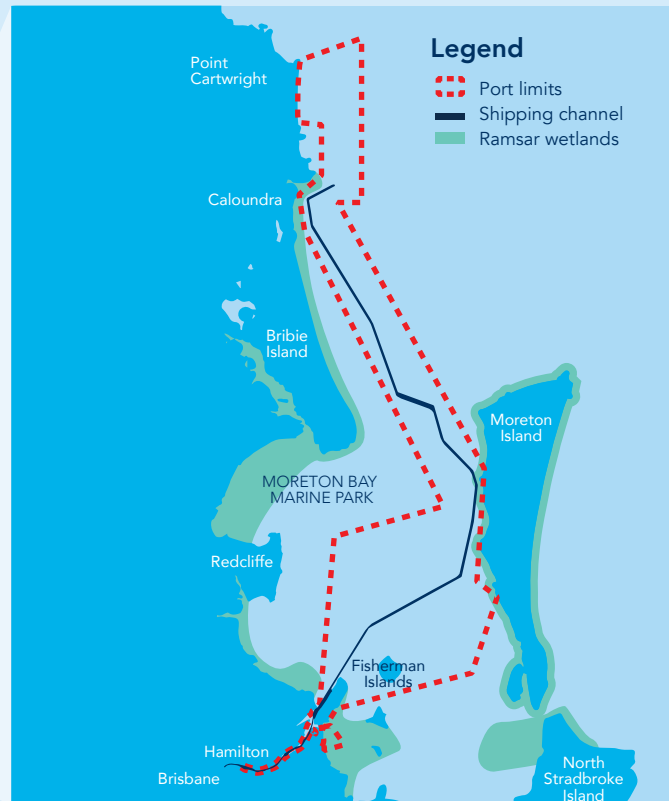 Legend
Port limits
Shipping channel
Ramsar wetlands
Point
Cartwright
Caloundra
Bribie
Island
Moreton
Island
MORETON BAY
MARINE PARK
Redcliffe
Fisherman
Islands
Hamilton
Brisbane
North
Stradbroke
Island